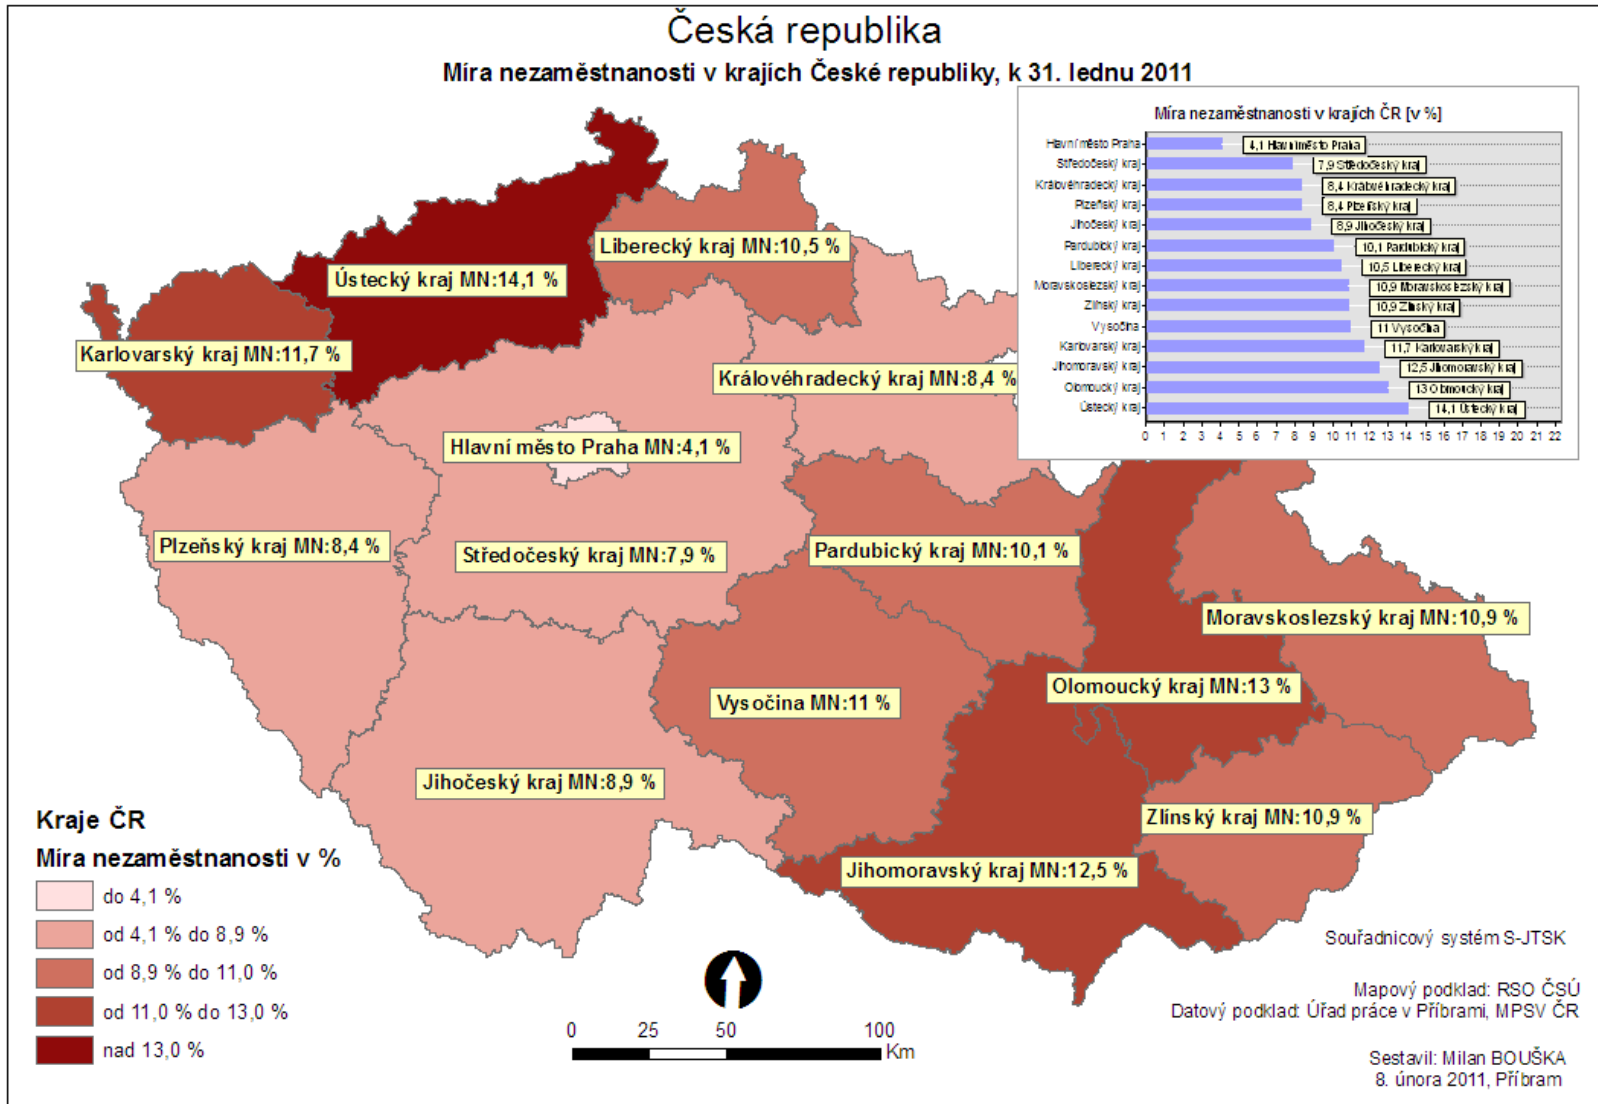 Česká republika
Míra nezaměstnanosti v krajích České republiky, k 31. lednu 2011
Míra nezaměstnanosti v krajích ČR [v %]
Hlavní město Praha 4,1 Hlavní město Praha
Středočeský kraj 7,9 Středočeský kraj
Královéhradecký kraj 8,4 Královéhradecký kraj
Plzeňský kraj 8,4 Plzeňský kraj
Jihočeský kraj 8,9 Jihočeský kraj
Pardubický kraj 10,1 Pardubický kraj
Liberecký kraj 10,5 Liberecký kraj
Moravskoslezský kraj 10,9 Moravskoslezský kraj
Zlínský kraj 10,9 Zlínský kraj
Vysočina 11 Vysočina
Karlovarský kraj 11,7 Karlovarský kraj
Jihomoravský kraj 12,5 Jihomoravský kraj
Olomoucký kraj 13 Olomoucký kraj
Ústecký kraj 14,1 Ústecký kraj
0 1 2 3 4 5 6 7 8 9 10 11 12 13 14 15 16 17 18 19 20 21 22
Liberecký kraj MN:10,5 %
Ústecký kraj MN:14,1 %
Karlovarský kraj MN:11,7 %
Královéhradecký kraj MN:8,4 %
Hlavní město Praha MN:4,1 %
Plzeňský kraj MN:8,4 %
Středočeský kraj MN:7,9 %
Pardubický kraj MN:10,1 %
Moravskoslezský kraj MN:10,9 %
Olomoucký kraj MN:13 %
Vysočina MN:11 %
Jihočeský kraj MN:8,9 %
Zlínský kraj MN:10,9 %
Jihomoravský kraj MN:12,5 %
Kraje ČR
Míra nezaměstnanosti v %
do 4,1 %
od 4,1 % do 8,9 %
od 8,9 % do 11,0 %
od 11,0 % do 13,0 %
nad 13,0 %
0 25 50 100
Km
Souřadnicový systém S-JTSK
Mapový podklad: RSO ČSÚ
Datový podklad: Úřad práce v Příbrami, MPSV ČR
Sestavil: Milan BOUŠKA
8. února 2011, Příbram